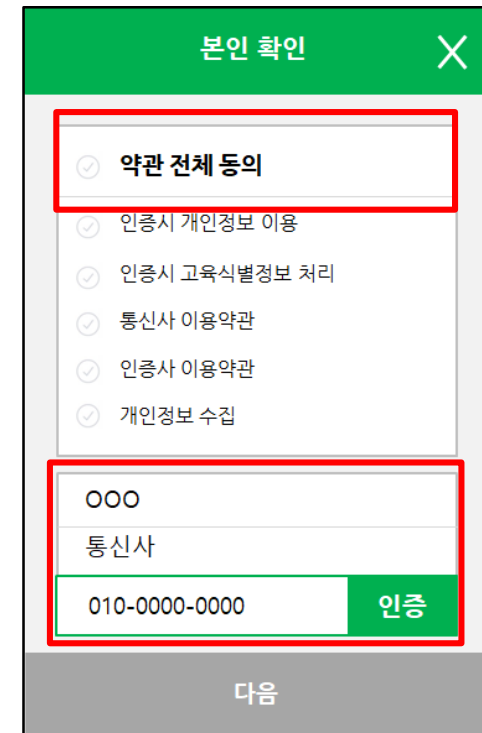 본인 확인
약관 전체 동의
인증시 개인정보 이용
인증시 고육식별정보 처리
통신사 이용약관
인증사 이용약관
개인정보 수집
OOO
통신사
010-0000-0000 인증
다음